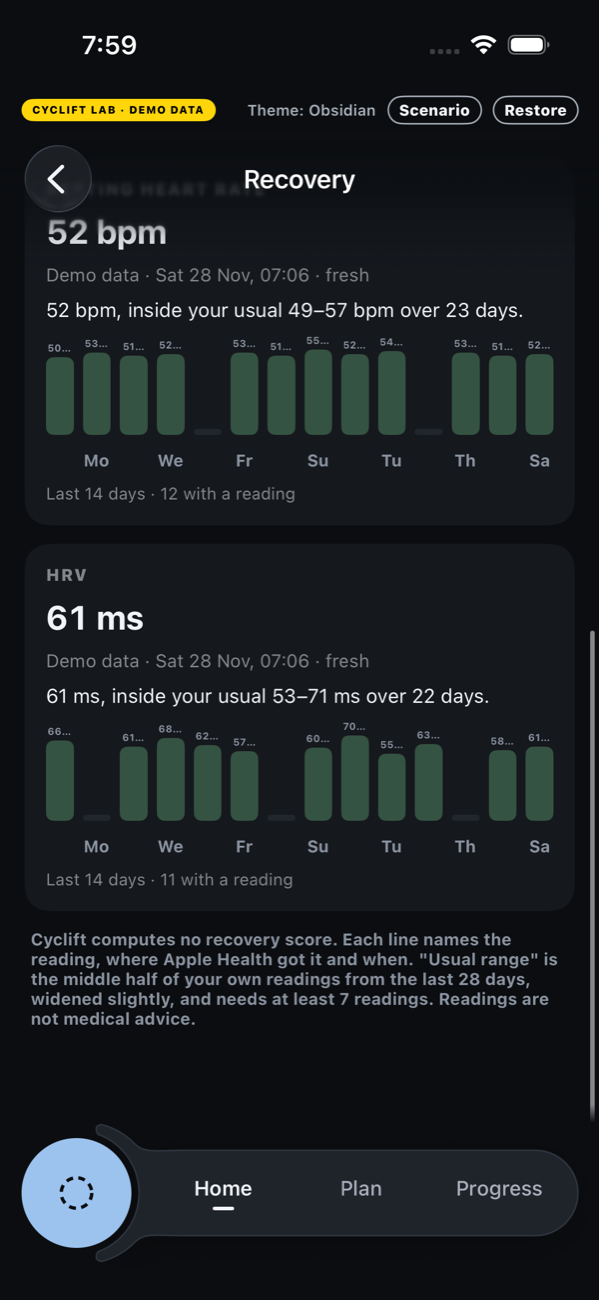 7:59
CYCLIFT LAB · DEMO DATA
Theme: Obsidian
Scenario
Restore
Recovery
52 bpm
Demo data · Sat 28 Nov, 07:06 · fresh
52 bpm, inside your usual 49–57 bpm over 23 days.
50... 53... 51... 52... 53... 51... 55... 52... 54... 53... 51... 52...
Mo We Fr Su Tu Th Sa
Last 14 days · 12 with a reading
HRV
61 ms
Demo data · Sat 28 Nov, 07:06 · fresh
61 ms, inside your usual 53–71 ms over 22 days.
66... 61... 68... 62... 57... 60... 70... 55... 63... 58... 61...
Mo We Fr Su Tu Th Sa
Last 14 days · 11 with a reading
Cyclift computes no recovery score. Each line names the
reading, where Apple Health got it and when. "Usual range" is
the middle half of your own readings from the last 28 days,
widened slightly, and needs at least 7 readings. Readings are
not medical advice.
Home
Plan
Progress